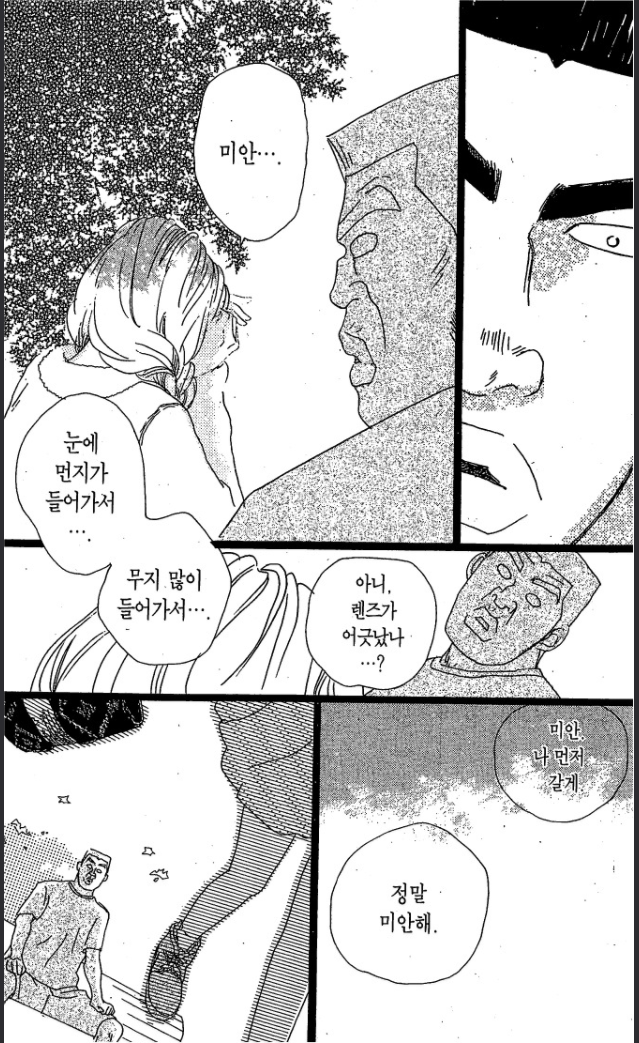 미안….
눈에
먼지가
들어가서
….
무지 많이
들어가서….
아니,
렌즈가
어긋났나
…?
미안.
나 먼저
갈게.
정말
미안해.